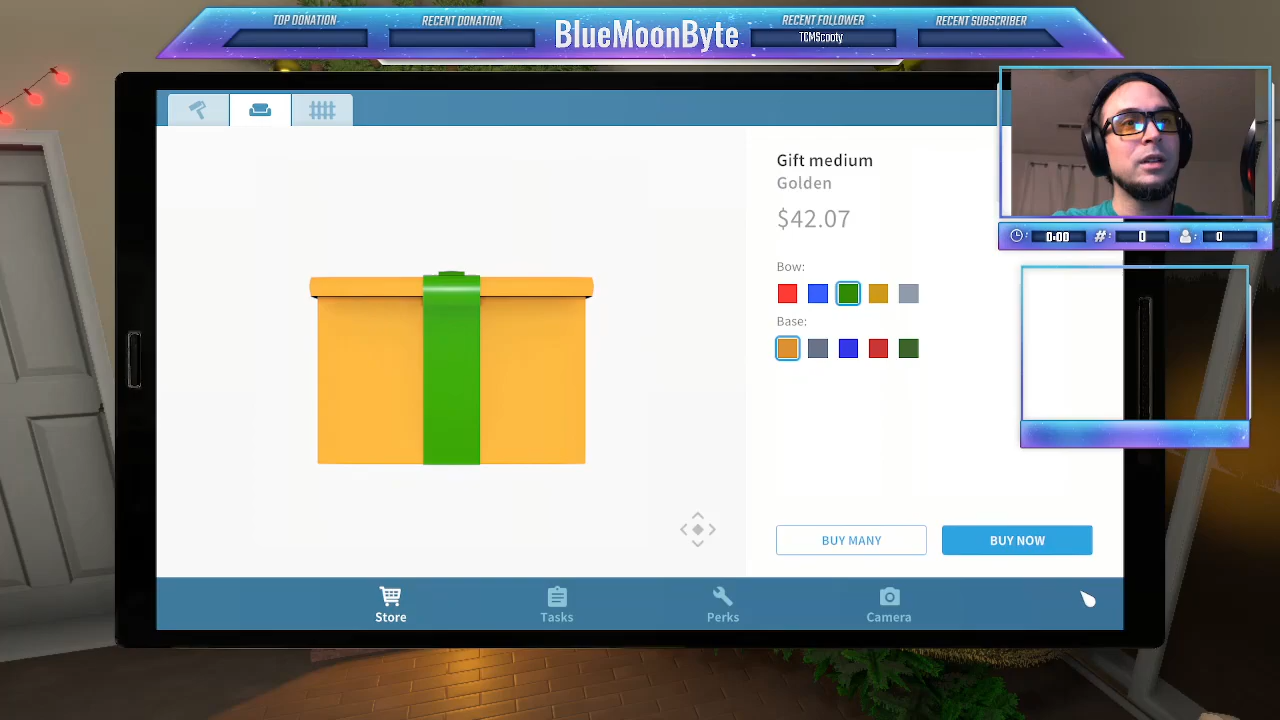 TOP DONATION
RECENT DONATION
BlueMoonByte
RECENT FOLLOWER
TCMScooty
RECENT SUBSCRIBER
Gift medium
Golden
$42.07
0:00
#:
0
0
Bow:
Base:
BUY MANY
BUY NOW
Store
Tasks
Perks
Camera